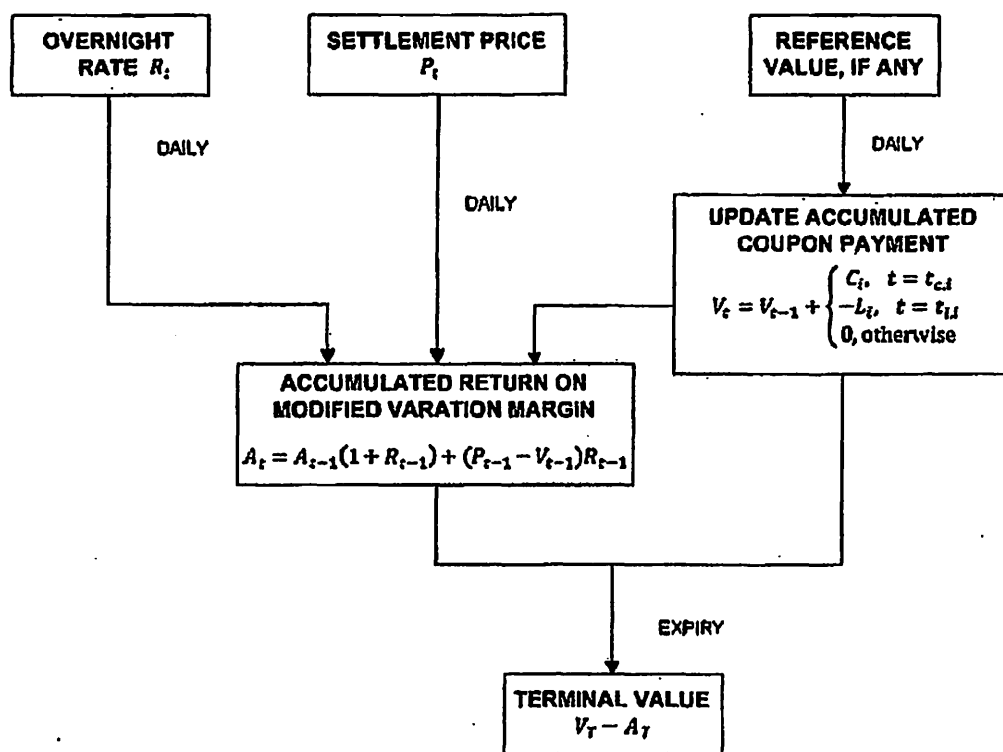 OVERNIGHT
RATE R_t
SETTLEMENT PRICE
P_t
REFERENCE
VALUE, IF ANY
DAILY
DAILY
DAILY
UPDATE ACCUMULATED
COUPON PAYMENT
V_t = V_{t-1} + { C_i, t = t_{c,i}
-L_i, t = t_{l,i}
0, otherwise
ACCUMULATED RETURN ON
MODIFIED VARATION MARGIN
A_t = A_{t-1}(1 + R_{t-1}) + (P_{t-1} - V_{t-1})R_{t-1}
EXPIRY
TERMINAL VALUE
V_T - A_T